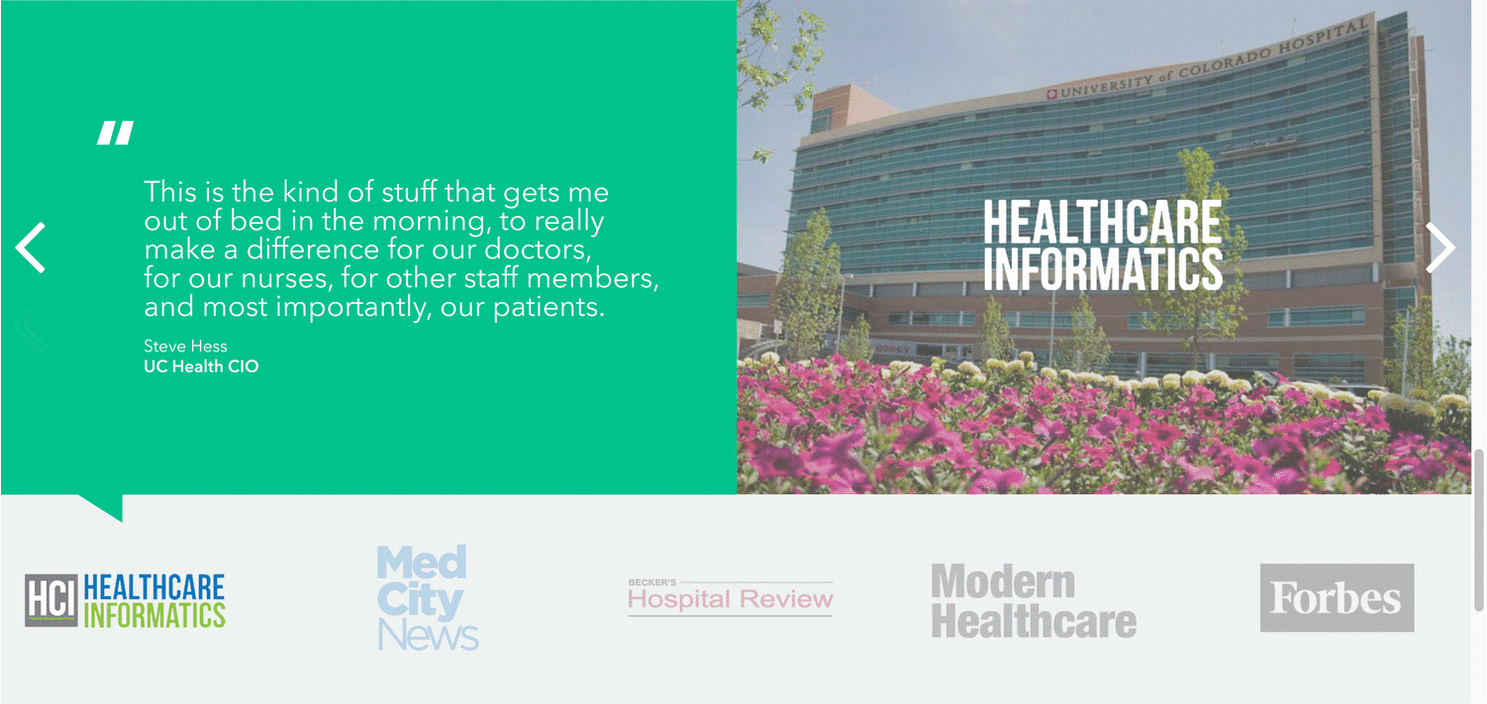 “
This is the kind of stuff that gets me
out of bed in the morning, to really
make a difference for our doctors,
for our nurses, for other staff members,
and most importantly, our patients.
Steve Hess
UC Health CIO
UNIVERSITY of COLORADO HOSPITAL
HEALTHCARE
INFORMATICS
HCI HEALTHCARE
INFORMATICS
Med
City
News
BECKER'S
Hospital Review
Modern
Healthcare
Forbes